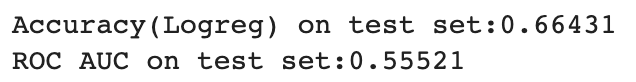 Accuracy(Logreg) on test set:0.66431
ROC AUC on test set:0.55521